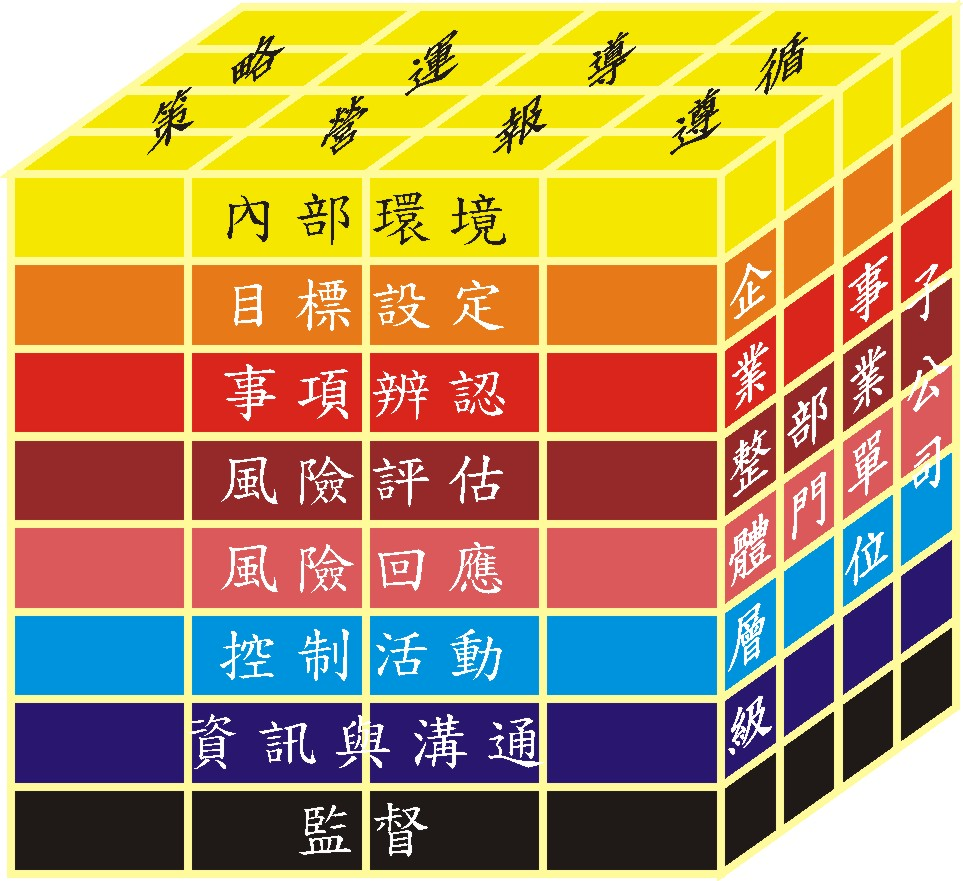 策略
營運
報導
遵循
內部環境
目標設定
事項辨認
風險評估
風險回應
控制活動
資訊與溝通
監督
企業整體層級
部門
事業單位
子公司